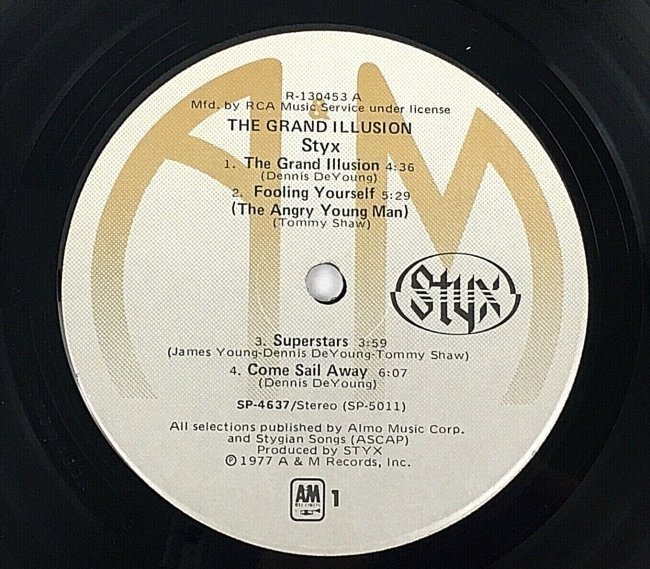 A&M
R-130453 A
Mfd. by RCA Music Service under license
THE GRAND ILLUSION
Styx
1. The Grand Illusion 4:36
(Dennis DeYoung)
2. Fooling Yourself 5:29
(The Angry Young Man)
(Tommy Shaw)
Styx
3. Superstars 3:59
(James Young-Dennis DeYoung-Tommy Shaw)
4. Come Sail Away 6:07
(Dennis DeYoung)
SP-4637/Stereo (SP-5011)
All selections published by Almo Music Corp.
and Stygian Songs (ASCAP)
Produced by STYX
℗ 1977 A & M Records, Inc.
A&M
RECORDS
1